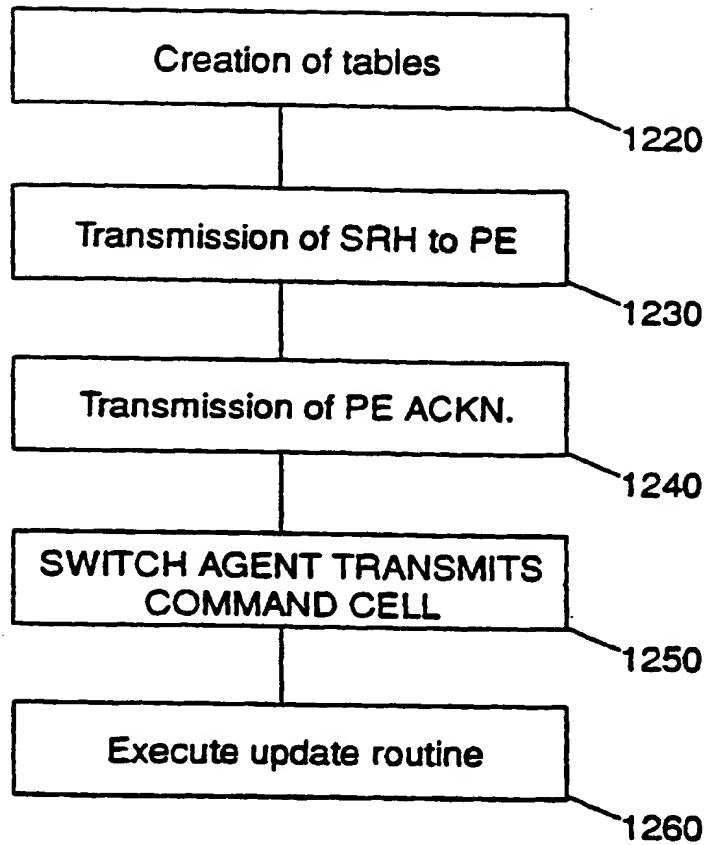 Creation of tables
1220
Transmission of SRH to PE
1230
Transmission of PE ACKN.
1240
SWITCH AGENT TRANSMITS
COMMAND CELL
1250
Execute update routine
1260